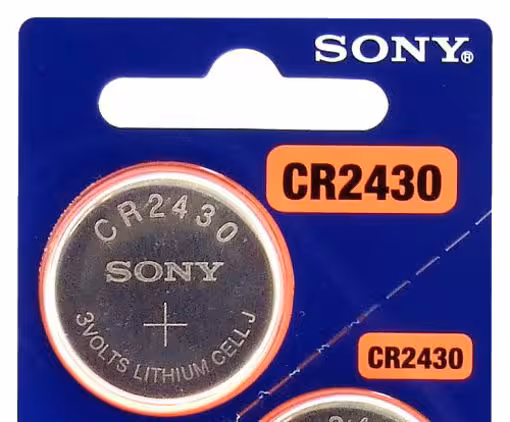 SONY®
CR2430
CR2430
SONY
+
3VOLTS LITHIUM CELL J
CR2430